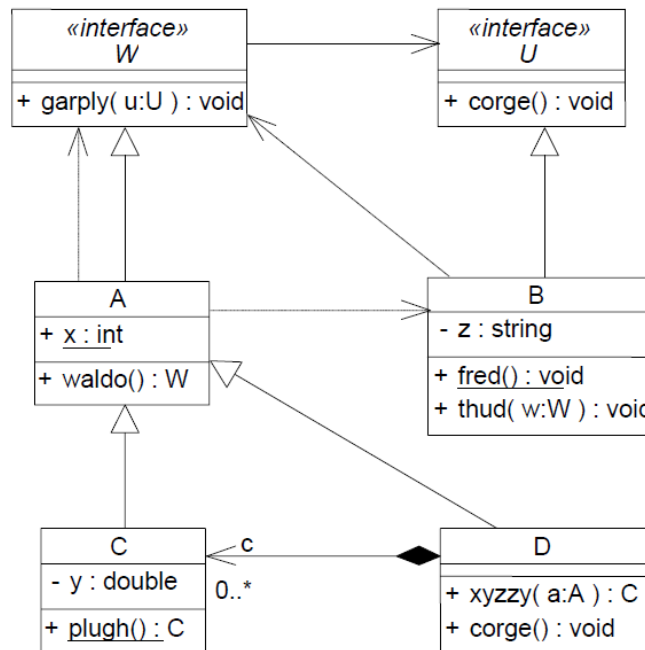 «interface»
W
+ garply( u:U ) : void
«interface»
U
+ corge() : void
A
+ x : int
+ waldo() : W
B
- z : string
+ fred() : void
+ thud( w:W ) : void
C
- y : double
+ plugh() : C
c
0..*
D
+ xyzzy( a:A ) : C
+ corge() : void